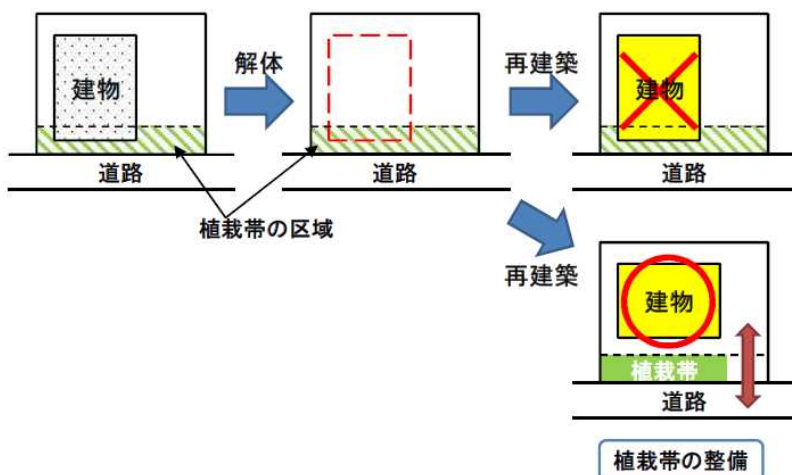 建物
解体
再建築
建物
道路
道路
道路
植栽帯の区域
再建築
建物
植栽帯
道路
植栽帯の整備